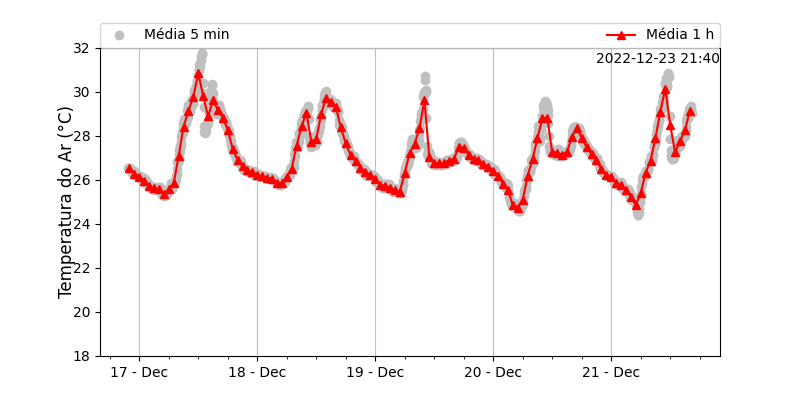 Média 5 min
Média 1 h
2022-12-23 21:40
Temperatura do Ar (°C)
32
30
28
26
24
22
20
18
17 - Dec
18 - Dec
19 - Dec
20 - Dec
21 - Dec